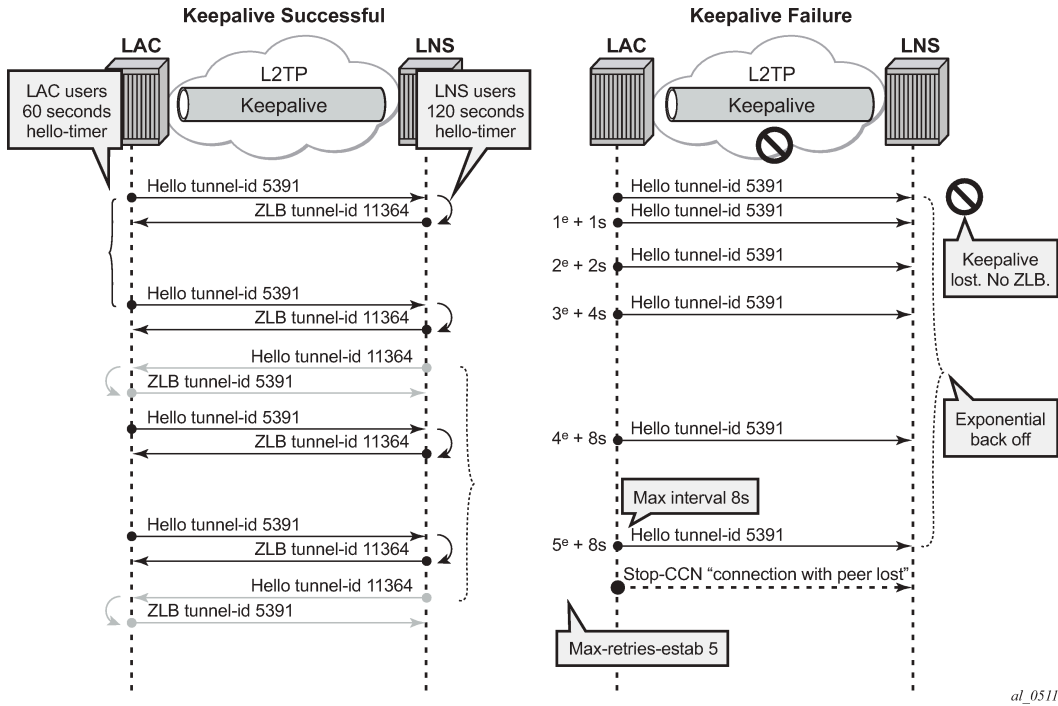 Keepalive Successful
LAC
LNS
L2TP
Keepalive
LAC users
60 seconds
hello-timer
LNS users
120 seconds
hello-timer
Hello tunnel-id 5391
ZLB tunnel-id 11364
Hello tunnel-id 5391
ZLB tunnel-id 11364
Hello tunnel-id 11364
ZLB tunnel-id 5391
Hello tunnel-id 5391
ZLB tunnel-id 11364
Hello tunnel-id 5391
ZLB tunnel-id 11364
Hello tunnel-id 11364
ZLB tunnel-id 5391
Keepalive Failure
LAC
LNS
L2TP
Keepalive
Hello tunnel-id 5391
Hello tunnel-id 5391
1ᵉ + 1s
Keepalive
lost. No ZLB.
Hello tunnel-id 5391
2ᵉ + 2s
Hello tunnel-id 5391
3ᵉ + 4s
Exponential
back off
Hello tunnel-id 5391
4ᵉ + 8s
Max interval 8s
Hello tunnel-id 5391
5ᵉ + 8s
Stop-CCN “connection with peer lost”
Max-retries-estab 5
al_0511